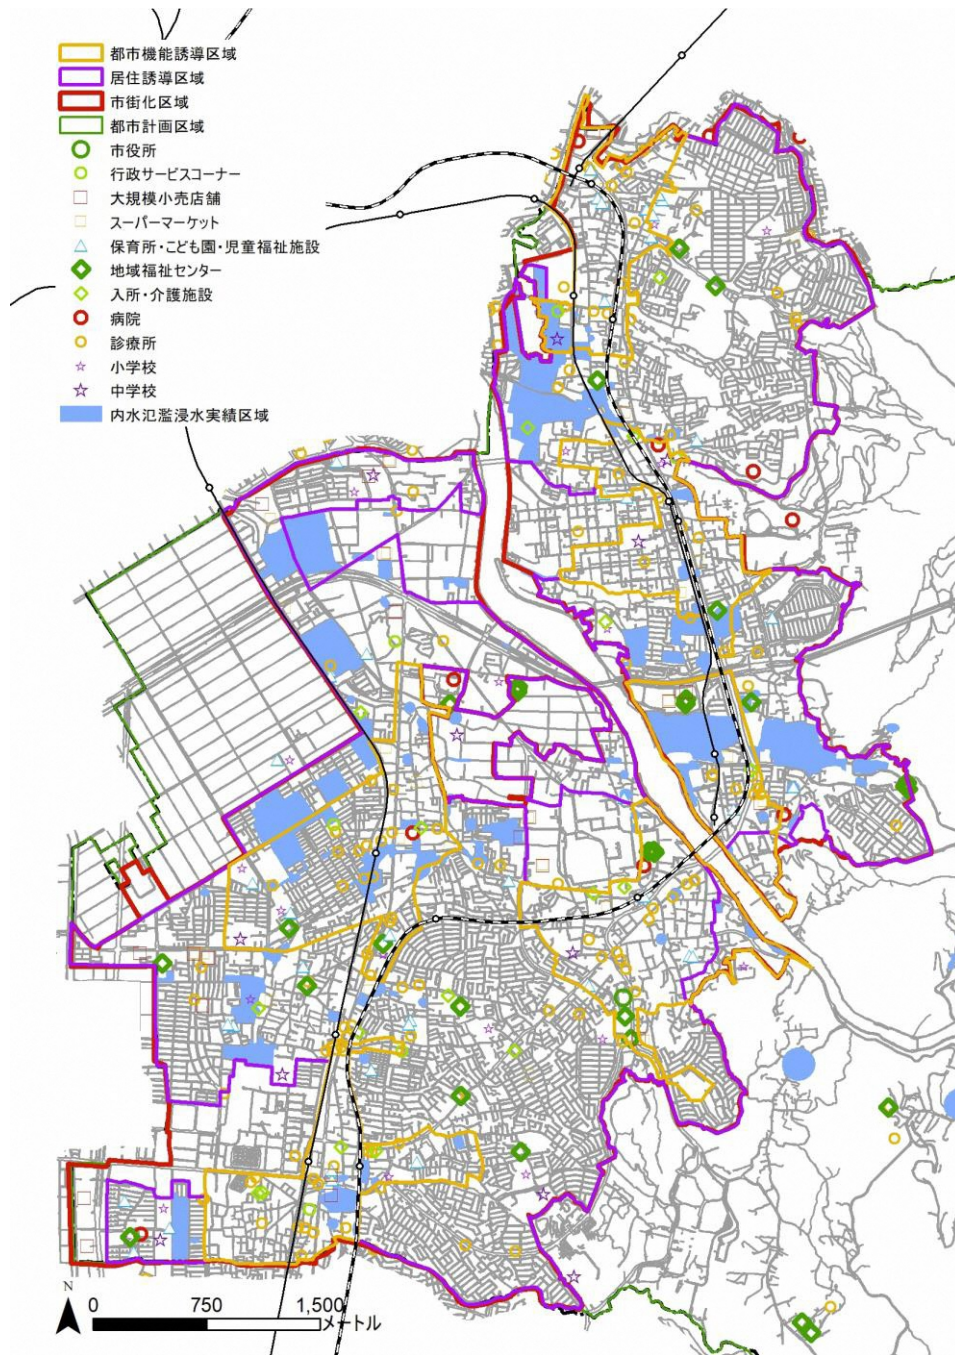 都市機能誘導区域
居住誘導区域
市街化区域
都市計画区域
市役所
行政サービスコーナー
大規模小売店舗
スーパーマーケット
保育所・こども園・児童福祉施設
地域福祉センター
入所・介護施設
病院
診療所
小学校
中学校
内水氾濫浸水実績区域
N
0 750 1,500
メートル